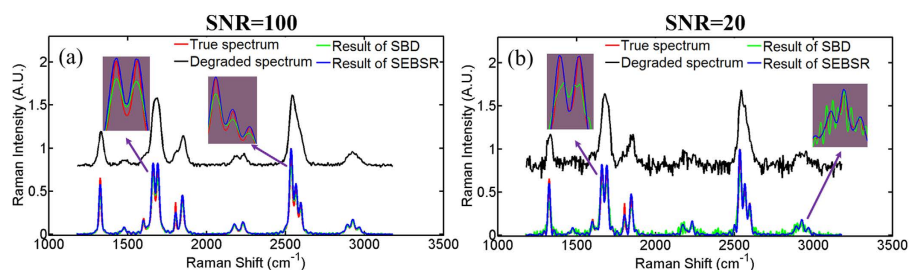 SNR=100
(a)
True spectrum
Result of SBD
Degraded spectrum
Result of SEBSR
Raman Intensity (A.U.)
2
1.5
1
0.5
0
1000
1500
2000
2500
3000
3500
Raman Shift (cm⁻¹)
SNR=20
(b)
True spectrum
Result of SBD
Degraded spectrum
Result of SEBSR
Raman Intensity (A.U.)
2
1.5
1
0.5
0
1000
1500
2000
2500
3000
3500
Raman Shift (cm⁻¹)